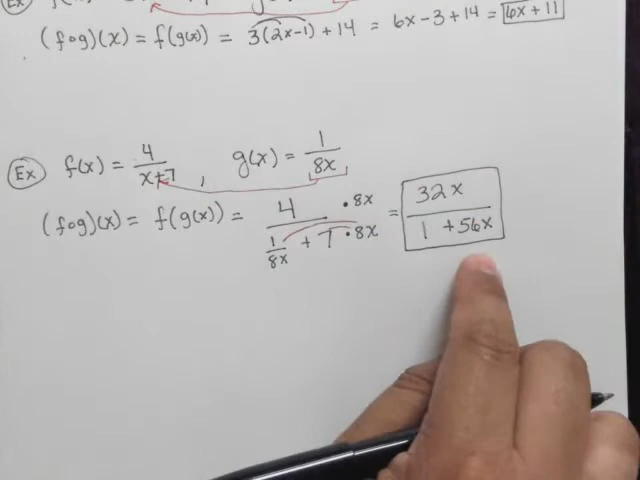 Ex
(f∘g)(x) = f(g(x)) = 3(2x-1) + 14 = 6x - 3 + 14 = 6x + 11
Ex f(x) = 4/(x+7) , g(x) = 1/(8x)
(f∘g)(x) = f(g(x)) = 4/(1/(8x) + 7) · 8x/· 8x = 32x/(1 + 56x)